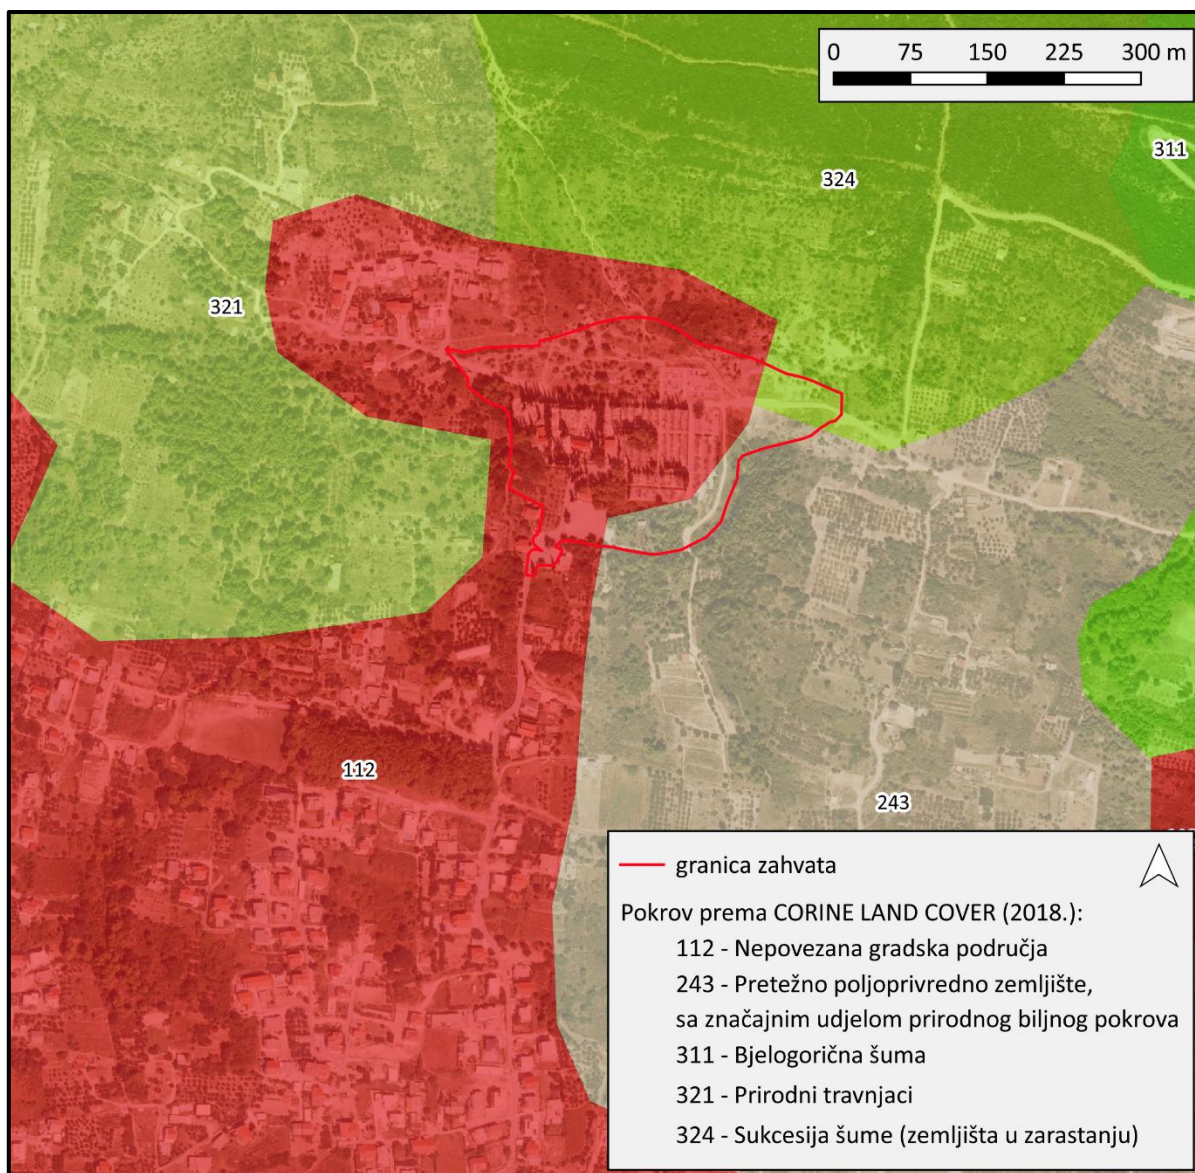 0 75 150 225 300 m
311
324
321
112
243
granica zahvata
Pokrov prema CORINE LAND COVER (2018.):
112 - Nepovezana gradska područja
243 - Pretežno poljoprivredno zemljište,
sa značajnim udjelom prirodnog biljnog pokrova
311 - Bjelogorična šuma
321 - Prirodni travnjaci
324 - Sukcesija šume (zemljišta u zarastanju)